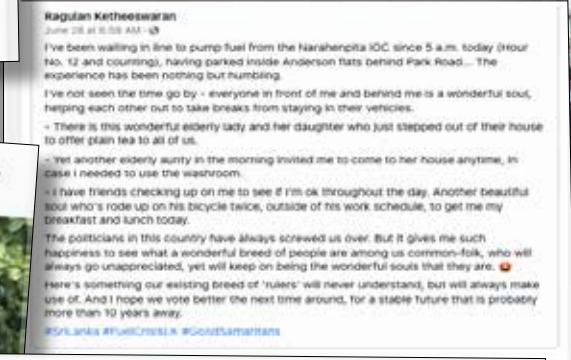 Ragulan Ketheeswaran
June 28 at 6:59 AM
I've been waiting in line to pump fuel from the Narahenpita IOC since 5 a.m. today (Hour
No. 12 and counting), having parked inside Anderson flats behind Park Road... The
experience has been nothing but humbling.
I've not seen the time go by - everyone in front of me and behind me is a wonderful soul,
helping each other out to take breaks from staying in their vehicles.
- There is this wonderful elderly lady and her daughter who just stepped out of their house
to offer plain tea to all of us.
- Yet another elderly aunty in the morning invited me to come to her house anytime, in
case i needed to use the washroom.
- I have friends checking up on me to see if I'm ok throughout the day. Another beautiful
soul who's rode up on his bicycle twice, outside of his work schedule, to get me my
breakfast and lunch today.
The politicians in this country have always screwed us over. But it gives me such
happiness to see what a wonderful breed of people are among us common-folk, who will
always go unappreciated, yet will keep on being the wonderful souls that they are. 😍
Here's something our existing breed of 'rulers' will never understand, but will always make
use of. And I hope we vote better the next time around, for a stable future that is probably
more than 10 years away.
#SriLanka #FuelCrisisLK #GoodSamaritans